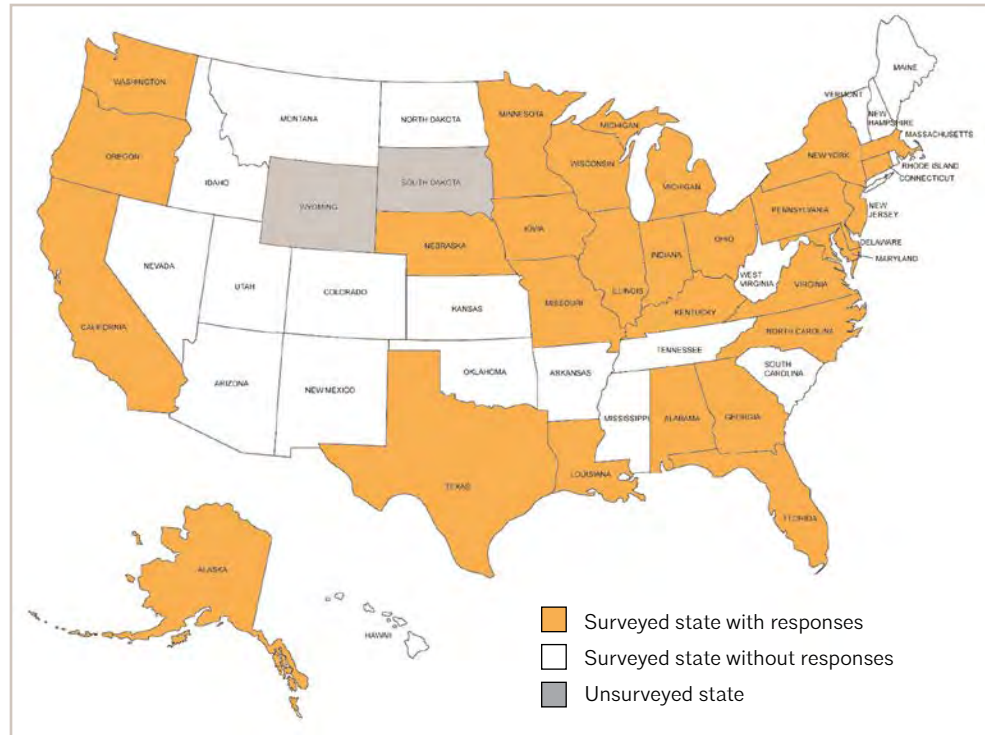 MAINE
WASHINGTON
VERMONT
MONTANA
NORTH DAKOTA
MINNESOTA
NEW
HAMPSHIRE
MICHIGAN
MASSACHUSETTS
OREGON
WISCONSIN
NEW YORK
RHODE ISLAND
CONNECTICUT
IDAHO
SOUTH DAKOTA
MICHIGAN
WYOMING
PENNSYLVANIA
NEW
JERSEY
IOWA
NEBRASKA
OHIO
DELAWARE
INDIANA
MARYLAND
NEVADA
WEST
VIRGINIA
UTAH
ILLINOIS
VIRGINIA
COLORADO
KANSAS
MISSOURI
KENTUCKY
CALIFORNIA
NORTH CAROLINA
TENNESSEE
OKLAHOMA
ARKANSAS
SOUTH
CAROLINA
ARIZONA
NEW MEXICO
MISSISSIPPI
ALABAMA
GEORGIA
LOUISIANA
TEXAS
FLORIDA
ALASKA
HAWAII
Surveyed state with responses
Surveyed state without responses
Unsurveyed state